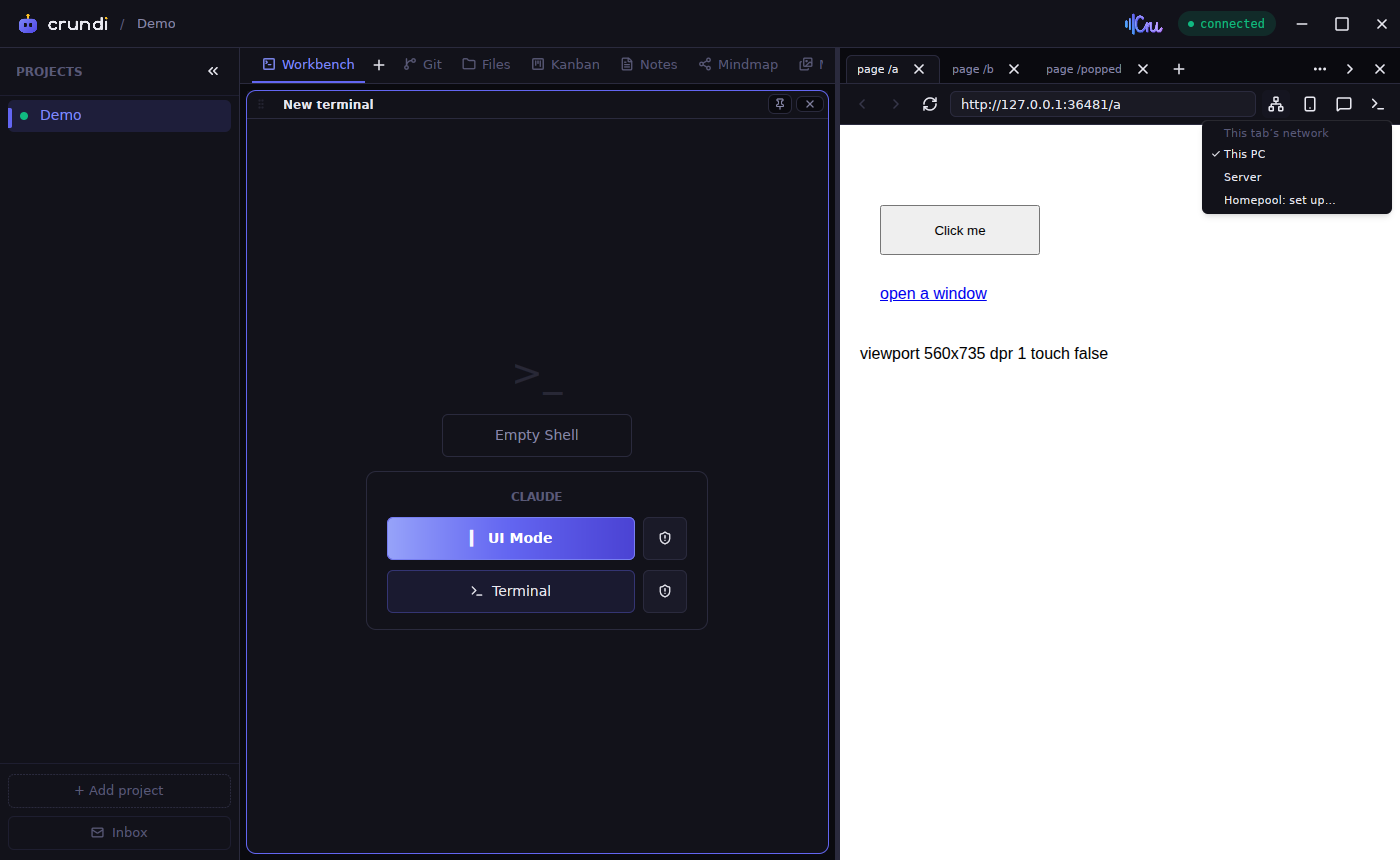 crundi / Demo
Cru
connected
PROJECTS
Demo
+ Add project
Inbox
Workbench
Git
Files
Kanban
Notes
Mindmap
New terminal
>_
Empty Shell
CLAUDE
UI Mode
Terminal
page /a
page /b
page /popped
http://127.0.0.1:36481/a
This tab's network
This PC
Server
Homepool: set up...
Click me
open a window
viewport 560x735 dpr 1 touch false